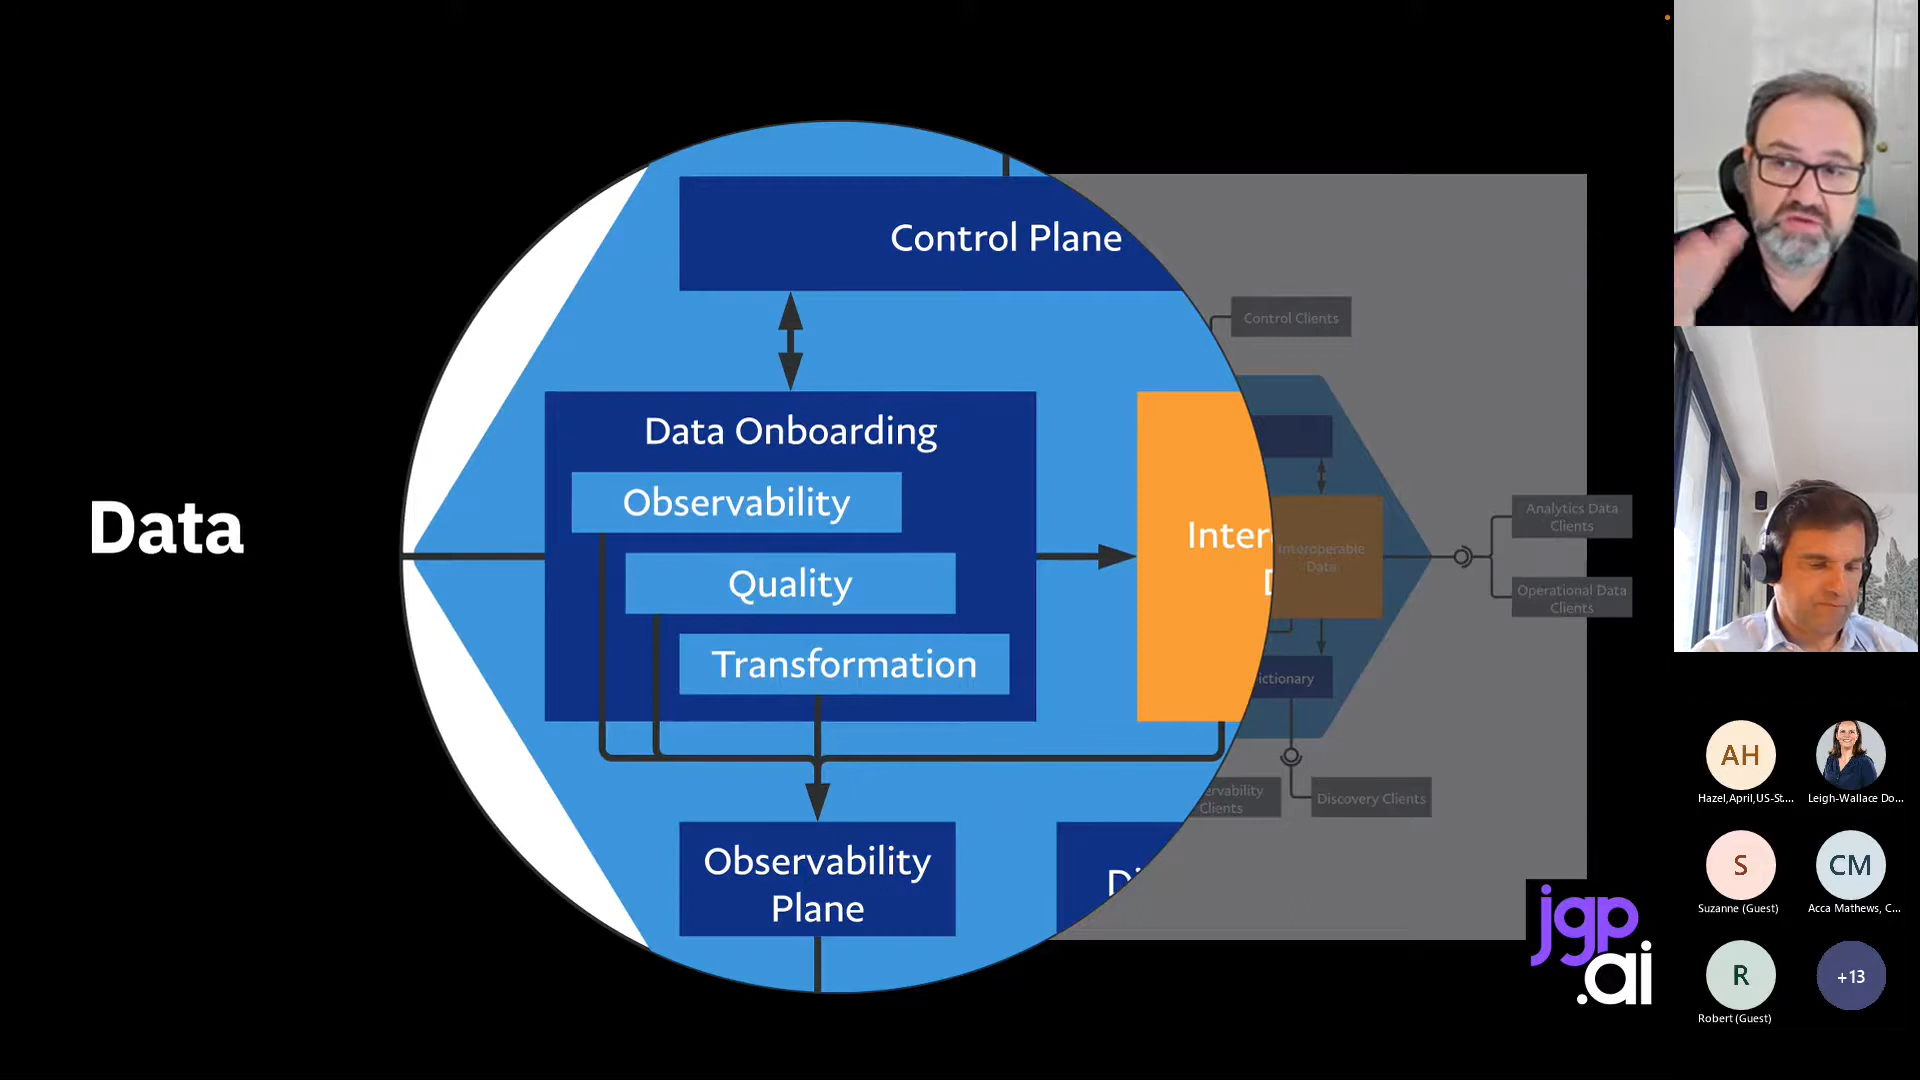 Data
Control Plane
Data Onboarding
Observability
Quality
Transformation
Observability
Plane
Control Clients
Interoperable
Data
Analytics Data
Clients
Operational Data
Clients
ictionary
ervability
Clients
Discovery Clients
Inter
D
Di
jgp
.ai
AH
Hazel,April,US-St....
Leigh-Wallace Do...
S
Suzanne (Guest)
CM
Acca Mathews, C...
R
Robert (Guest)
+13